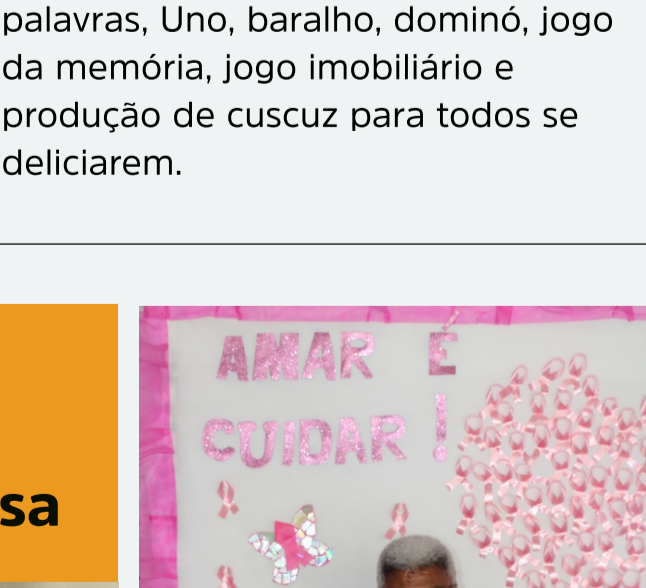 palavras, Uno, baralho, dominó, jogo
da memória, jogo imobiliário e
produção de cuscuz para todos se
deliciarem.
sa
AMAR É
CUIDAR!